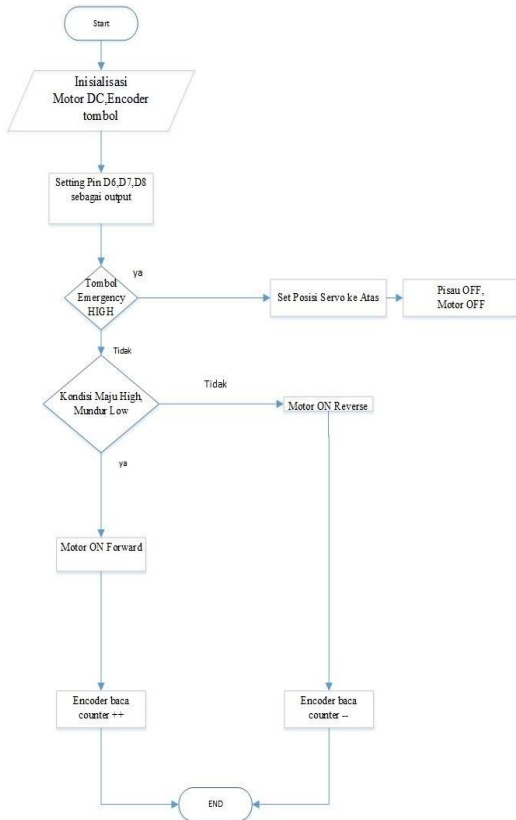 Start
Inisialisasi
Motor DC,Encoder
tombol
Setting Pin D6,D7,D8
sebagai output
Tombol
Emergency
HIGH
ya
Set Posisi Servo ke Atas
Pisau OFF,
Motor OFF
Tidak
Kondisi Maju High,
Mundur Low
Tidak
Motor ON Reverse
ya
Motor ON Forward
Encoder baca
counter ++
Encoder baca
counter --
END